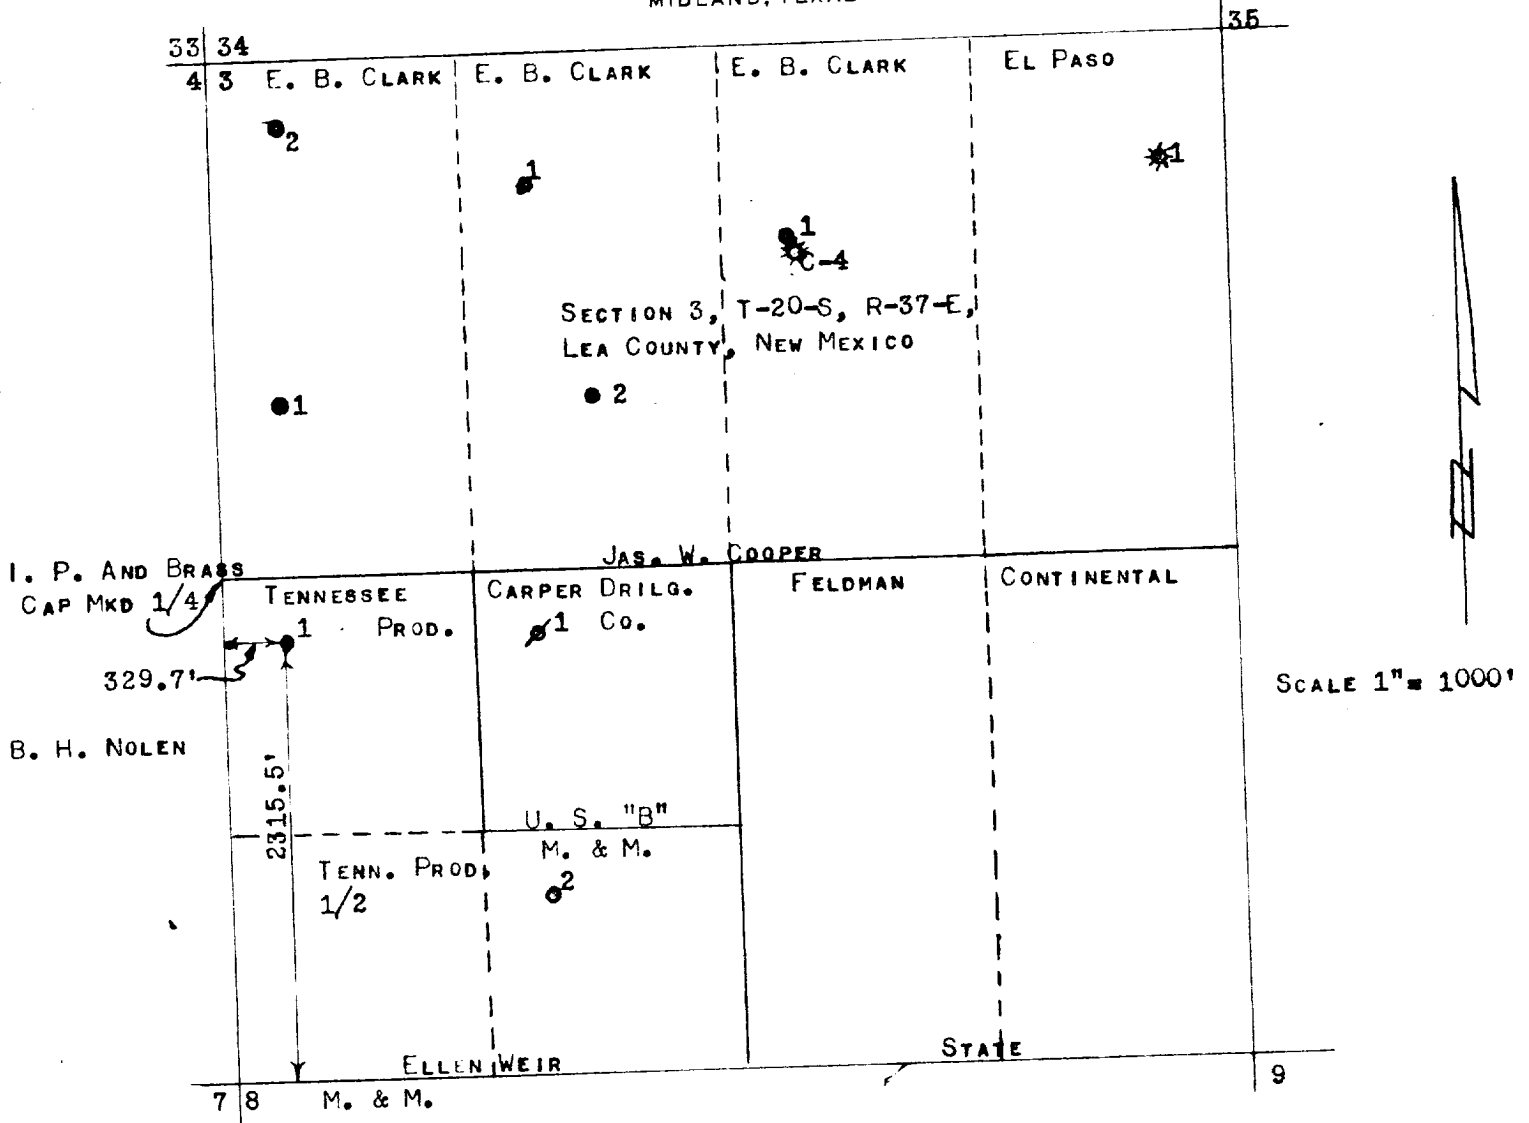 MIDLAND, TEXAS
33 34
35
4 3 E. B. CLARK E. B. CLARK E. B. CLARK EL PASO
2
1
1
1
C-4
SECTION 3, T-20-S, R-37-E,
LEA COUNTY, NEW MEXICO
1
2
JAS. W. COOPER
I. P. AND BRASS
CAP MKD 1/4
TENNESSEE
PROD.
1
CARPER DRILG.
CO.
1
FELDMAN
CONTINENTAL
329.7'
SCALE 1"= 1000'
B. H. NOLEN
2315.5'
U. S. "B"
M. & M.
2
TENN. PROD.
1/2
ELLEN WEIR
STATE
7 8 M. & M.
9